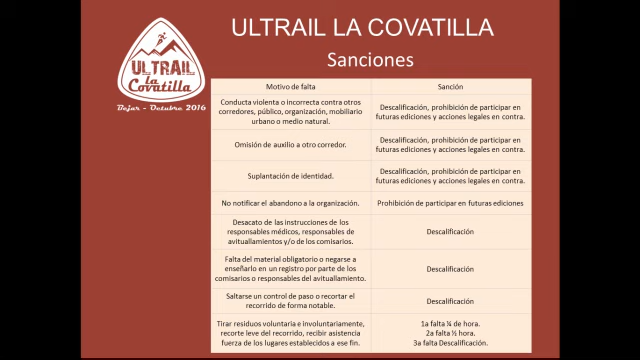 ULTRAIL LA COVATILLA
Sanciones
ULTRAIL
la
Covatilla
Bejar - Octubre 2016
Motivo de falta
Sanción
Conducta violenta o incorrecta contra otros
corredores, público, organización, mobiliario
urbano o medio natural.
Descalificación, prohibición de participar en
futuras ediciones y acciones legales en contra.
Omisión de auxilio a otro corredor.
Descalificación, prohibición de participar en
futuras ediciones y acciones legales en contra.
Suplantación de identidad.
Descalificación, prohibición de participar en
futuras ediciones y acciones legales en contra.
No notificar el abandono a la organización.
Prohibición de participar en futuras ediciones
Desacato de las instrucciones de los
responsables médicos, responsables de
avituallamientos y/o de los comisarios.
Descalificación
Falta del material obligatorio o negarse a
enseñarlo en un registro por parte de los
comisarios o responsables del avituallamiento.
Descalificación
Saltarse un control de paso o recortar el
recorrido de forma notable.
Descalificación
Tirar residuos voluntaria e involuntariamente,
recorte leve del recorrido, recibir asistencia
fuerza de los lugares establecidos a ese fin.
1a falta ¼ de hora.
2a falta ½ hora.
3a falta Descalificación.